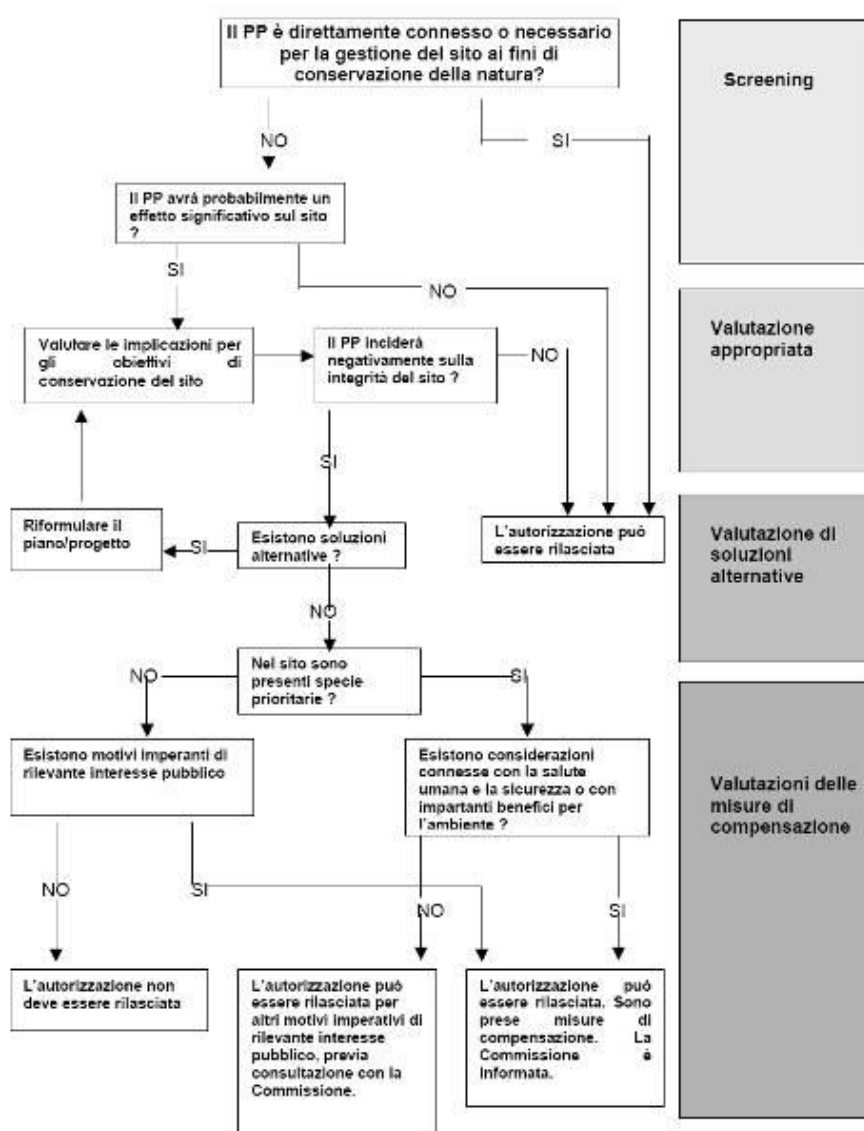 Il PP è direttamente connesso o necessario
per la gestione del sito ai fini di
conservazione della natura?
Screening
NO
SI
Il PP avrà probabilmente un
effetto significativo sul sito
?
SI
NO
Valutare le implicazioni per
gli obiettivi di
conservazione del sito
Il PP inciderà
negativamente sulla
integrità del sito ?
NO
Valutazione
appropriata
SI
Riformulare il
piano/progetto
SI
Esistono soluzioni
alternative ?
L'autorizzazione può
essere rilasciata
Valutazione di
soluzioni
alternative
NO
NO
Nel sito sono
presenti specie
prioritarie ?
SI
Esistono motivi imperanti di
rilevante interesse pubblico
Esistono considerazioni
connesse con la salute
umana e la sicurezza o con
impartanti benefici per
l'ambiente ?
Valutazioni delle
misure di
compensazione
NO
SI
NO
SI
L'autorizzazione non
deve essere rilasciata
L'autorizzazione può
essere rilasciata per
altri motivi imperativi di
rilevante interesse
pubblico, previa
consultazione con la
Commissione.
L'autorizzazione può
essere rilasciata. Sono
prese misure di
compensazione. La
Commissione è
Informata.